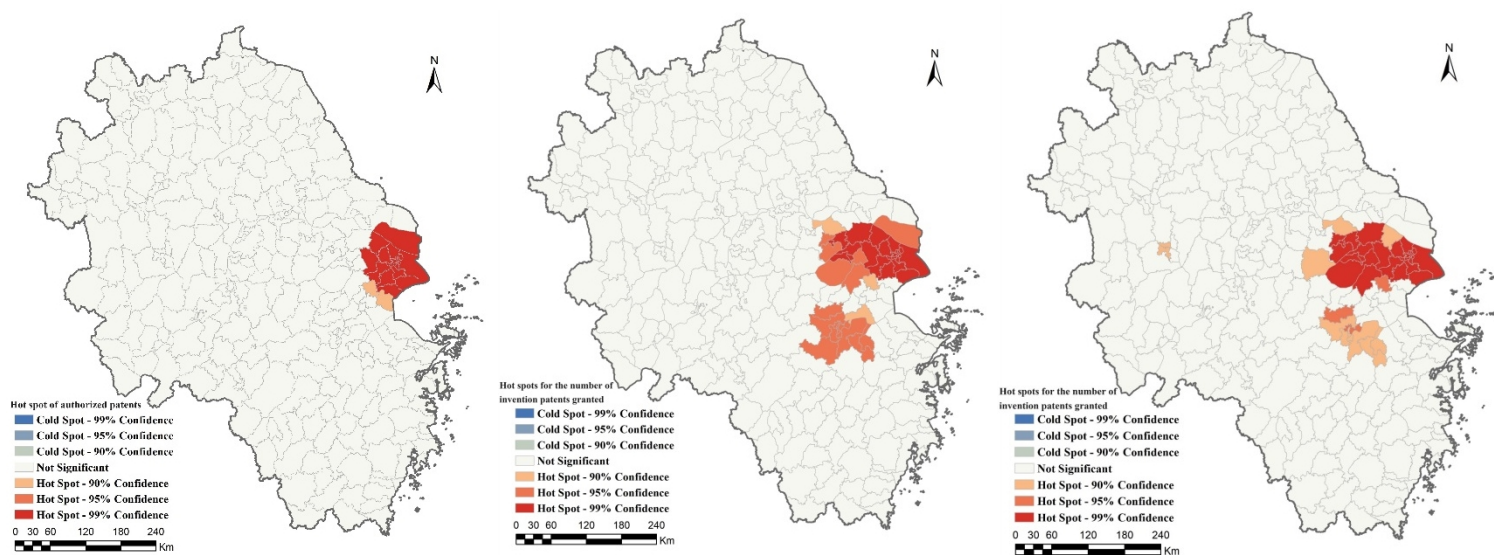 N
Hot spot of authorized patents
Cold Spot - 99% Confidence
Cold Spot - 95% Confidence
Cold Spot - 90% Confidence
Not Significant
Hot Spot - 90% Confidence
Hot Spot - 95% Confidence
Hot Spot - 99% Confidence
0 30 60 120 180 240
Km
N
Hot spots for the number of
invention patents granted
Cold Spot - 99% Confidence
Cold Spot - 95% Confidence
Cold Spot - 90% Confidence
Not Significant
Hot Spot - 90% Confidence
Hot Spot - 95% Confidence
Hot Spot - 99% Confidence
0 30 60 120 180 240
Km
N
Hot spots for the number of
invention patents granted
Cold Spot - 99% Confidence
Cold Spot - 95% Confidence
Cold Spot - 90% Confidence
Not Significant
Hot Spot - 90% Confidence
Hot Spot - 95% Confidence
Hot Spot - 99% Confidence
0 30 60 120 180 240
Km